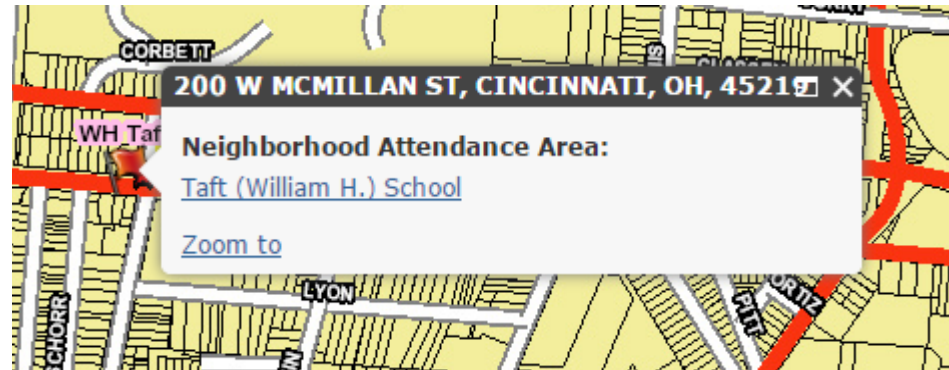 CORBETT
200 W MCMILLAN ST, CINCINNATI, OH, 45219
WH Taf
Neighborhood Attendance Area:
Taft (William H.) School
Zoom to
LYON
SCHORR
PITT